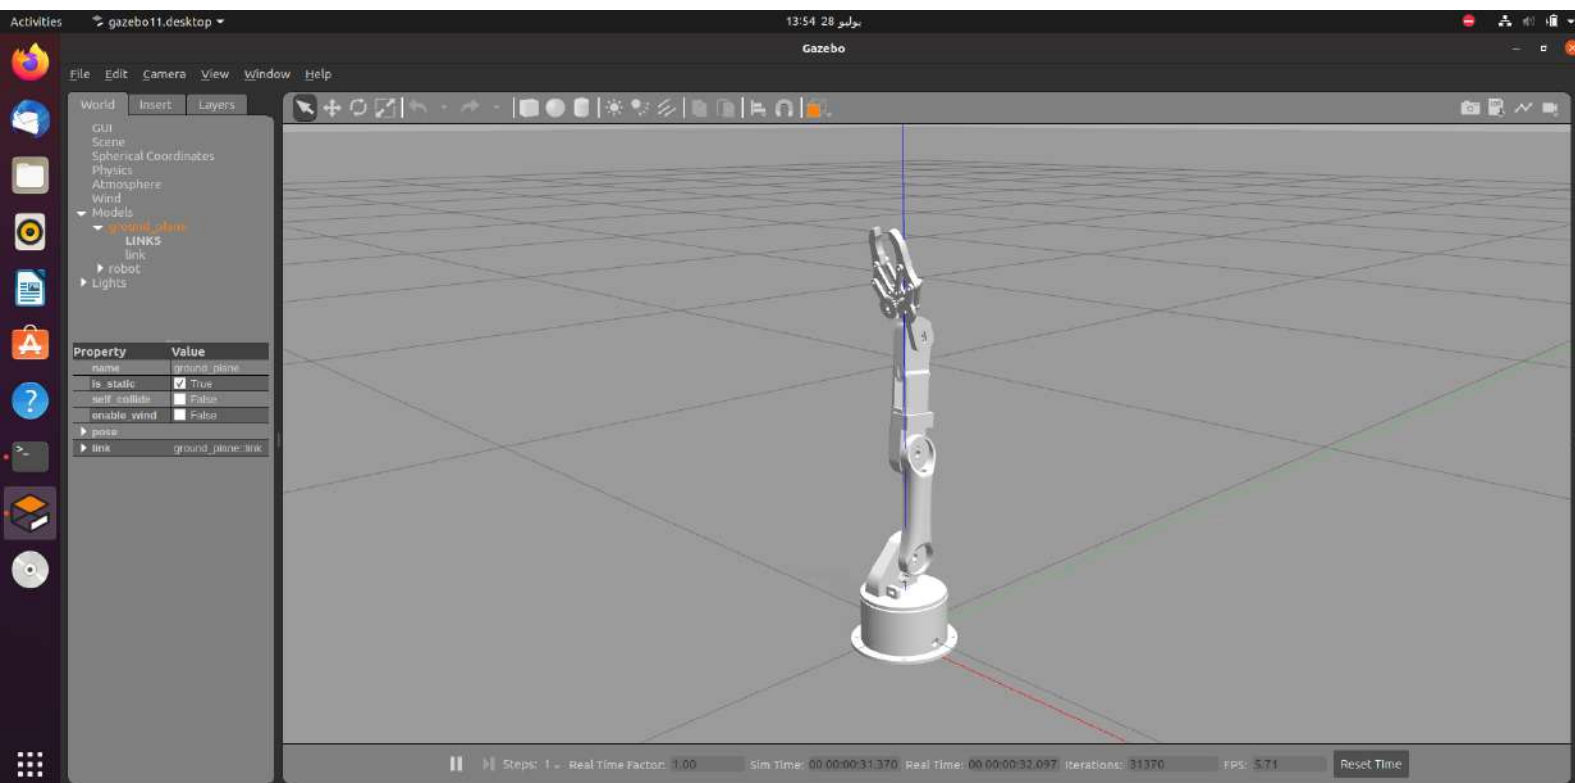 Activities gazebo11.desktop 13:54 28 يوليو
Gazebo
File Edit Camera View Window Help
World Insert Layers
GUI
Scene
Spherical Coordinates
Physics
Atmosphere
Wind
Models
ground_plane
LINKS
link
robot
Lights
Property Value
name ground_plane
is_static True
self_collide False
enable_wind False
pose
link ground_plane::link
Steps: 1 Real Time Factor: 1.00 Sim Time: 00 00:00:31.370 Real Time: 00 00:00:32.097 Iterations: 31370 FPS: 5.71 Reset Time